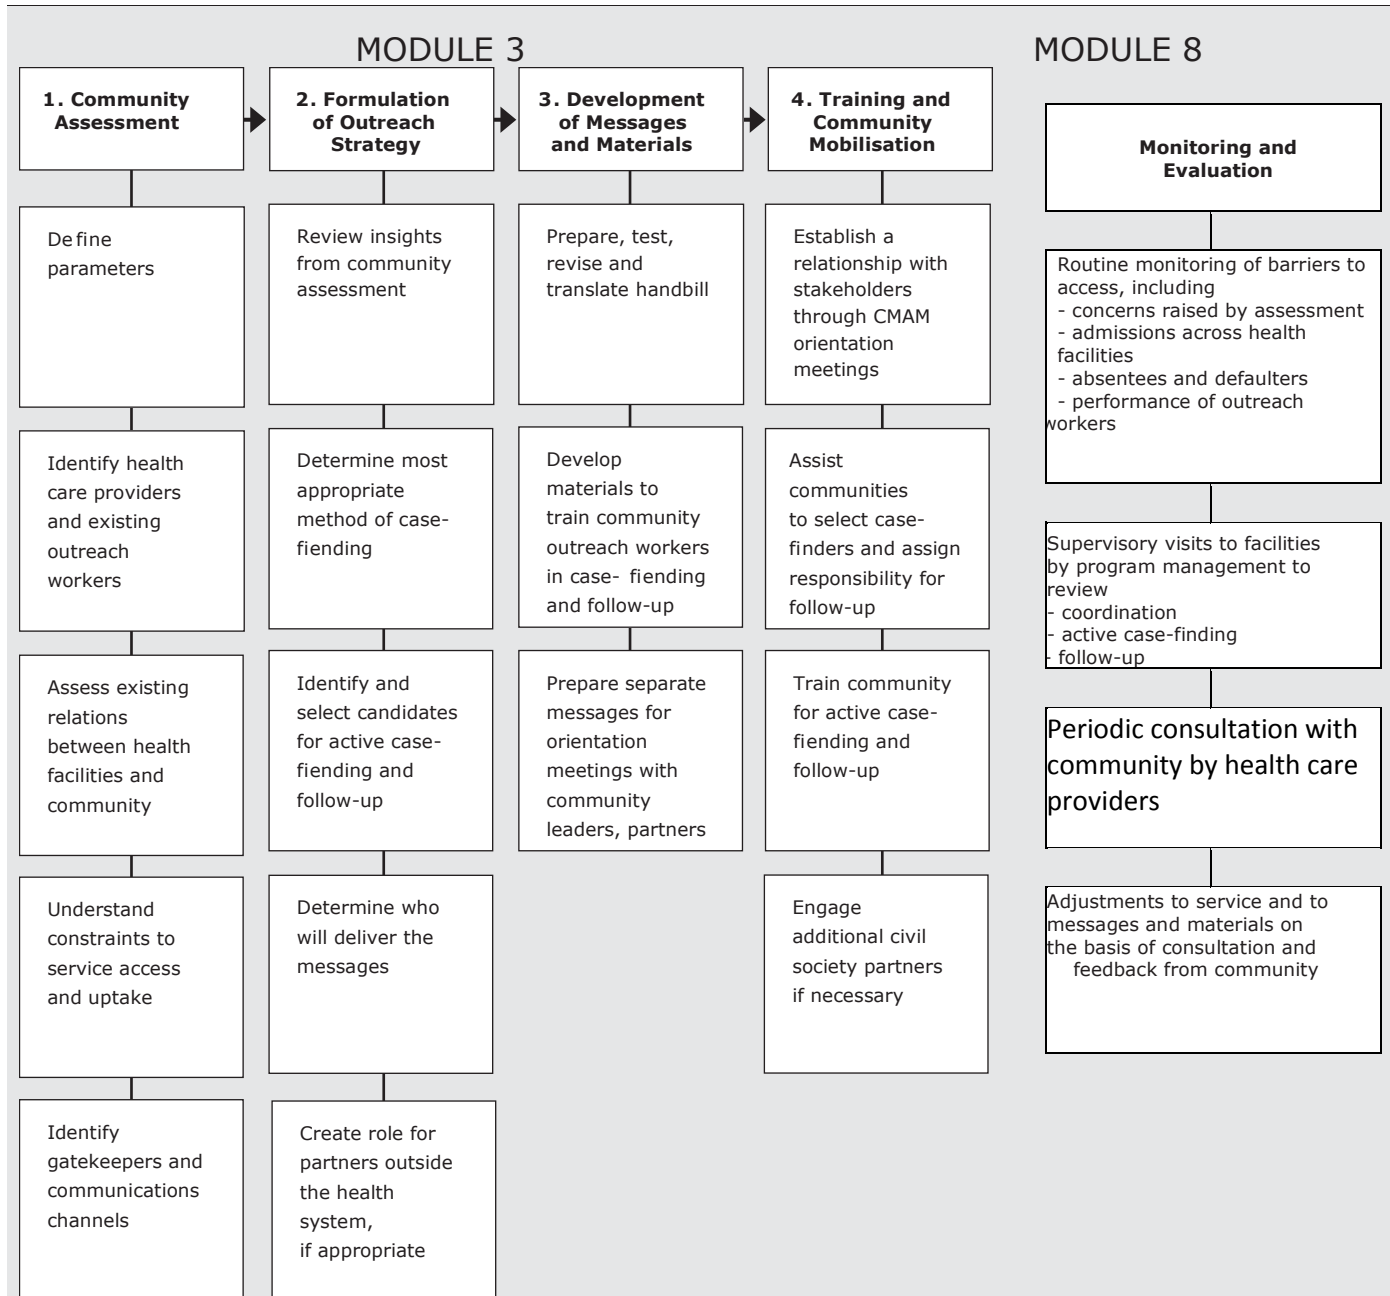 MODULE 3
MODULE 8
1. Community
Assessment
2. Formulation
of Outreach
Strategy
3. Development
of Messages
and Materials
4. Training and
Community
Mobilisation
Monitoring and
Evaluation
Define
parameters
Identify health
care providers
and existing
outreach
workers
Assess existing
relations
between health
facilities and
community
Understand
constraints to
service access
and uptake
Identify
gatekeepers and
communications
channels
Review insights
from community
assessment
Determine most
appropriate
method of case-
fiending
Identify and
select candidates
for active case-
fiending and
follow-up
Determine who
will deliver the
messages
Create role for
partners outside
the health
system,
if appropriate
Prepare, test,
revise and
translate handbill
Develop
materials to
train community
outreach workers
in case- fiending
and follow-up
Prepare separate
messages for
orientation
meetings with
community
leaders, partners
Establish a
relationship with
stakeholders
through CMAM
orientation
meetings
Assist
communities
to select case-
finders and assign
responsibility for
follow-up
Train community
for active case-
fiending and
follow-up
Engage
additional civil
society partners
if necessary
Routine monitoring of barriers to
access, including
- concerns raised by assessment
- admissions across health
facilities
- absentees and defaulters
- performance of outreach
workers
Supervisory visits to facilities
by program management to
review
- coordination
- active case-finding
- follow-up
Periodic consultation with
community by health care
providers
Adjustments to service and to
messages and materials on
the basis of consultation and
feedback from community